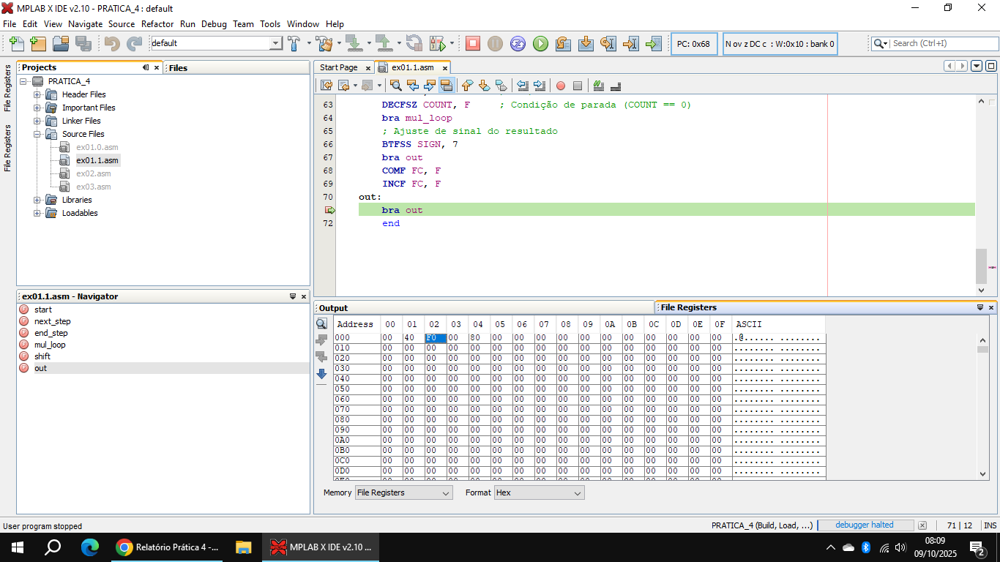 MPLAB X IDE v2.10 - PRATICA_4 : default
File Edit View Navigate Source Refactor Run Debug Team Tools Window Help
default
PC: 0x68
N ov z DC c : W:0x10 : bank 0
Search (Ctrl+I)
File Registers
File Registers
Projects
Files
PRATICA_4
Header Files
Important Files
Linker Files
Source Files
ex01.0.asm
ex01.1.asm
ex02.asm
ex03.asm
Libraries
Loadables
ex01.1.asm - Navigator
start
next_step
end_step
mul_loop
shift
out
Start Page
ex01.1.asm
63 DECFSZ COUNT, F ; Condição de parada (COUNT == 0)
64 bra mul_loop
65 ; Ajuste de sinal do resultado
66 BTFSS SIGN, 7
67 bra out
68 COMF FC, F
69 INCF FC, F
70 out:
bra out
72 end
Output
File Registers
Address 00 01 02 03 04 05 06 07 08 09 0A 0B 0C 0D 0E 0F ASCII
000 00 40 F0 00 80 00 00 00 00 00 00 00 00 00 00 00 .@...... ........
010 00 00 00 00 00 00 00 00 00 00 00 00 00 00 00 00 ........ ........
020 00 00 00 00 00 00 00 00 00 00 00 00 00 00 00 00 ........ ........
030 00 00 00 00 00 00 00 00 00 00 00 00 00 00 00 00 ........ ........
040 00 00 00 00 00 00 00 00 00 00 00 00 00 00 00 00 ........ ........
050 00 00 00 00 00 00 00 00 00 00 00 00 00 00 00 00 ........ ........
060 00 00 00 00 00 00 00 00 00 00 00 00 00 00 00 00 ........ ........
070 00 00 00 00 00 00 00 00 00 00 00 00 00 00 00 00 ........ ........
080 00 00 00 00 00 00 00 00 00 00 00 00 00 00 00 00 ........ ........
090 00 00 00 00 00 00 00 00 00 00 00 00 00 00 00 00 ........ ........
0A0 00 00 00 00 00 00 00 00 00 00 00 00 00 00 00 00 ........ ........
0B0 00 00 00 00 00 00 00 00 00 00 00 00 00 00 00 00 ........ ........
0C0 00 00 00 00 00 00 00 00 00 00 00 00 00 00 00 00 ........ ........
0D0 00 00 00 00 00 00 00 00 00 00 00 00 00 00 00 00 ........ ........
Memory File Registers Format Hex
User program stopped
PRATICA_4 (Build, Load, ...) debugger halted 71 | 12 INS
Relatório Prática 4 -...
MPLAB X IDE v2.10 ...
08:09
09/10/2025
2